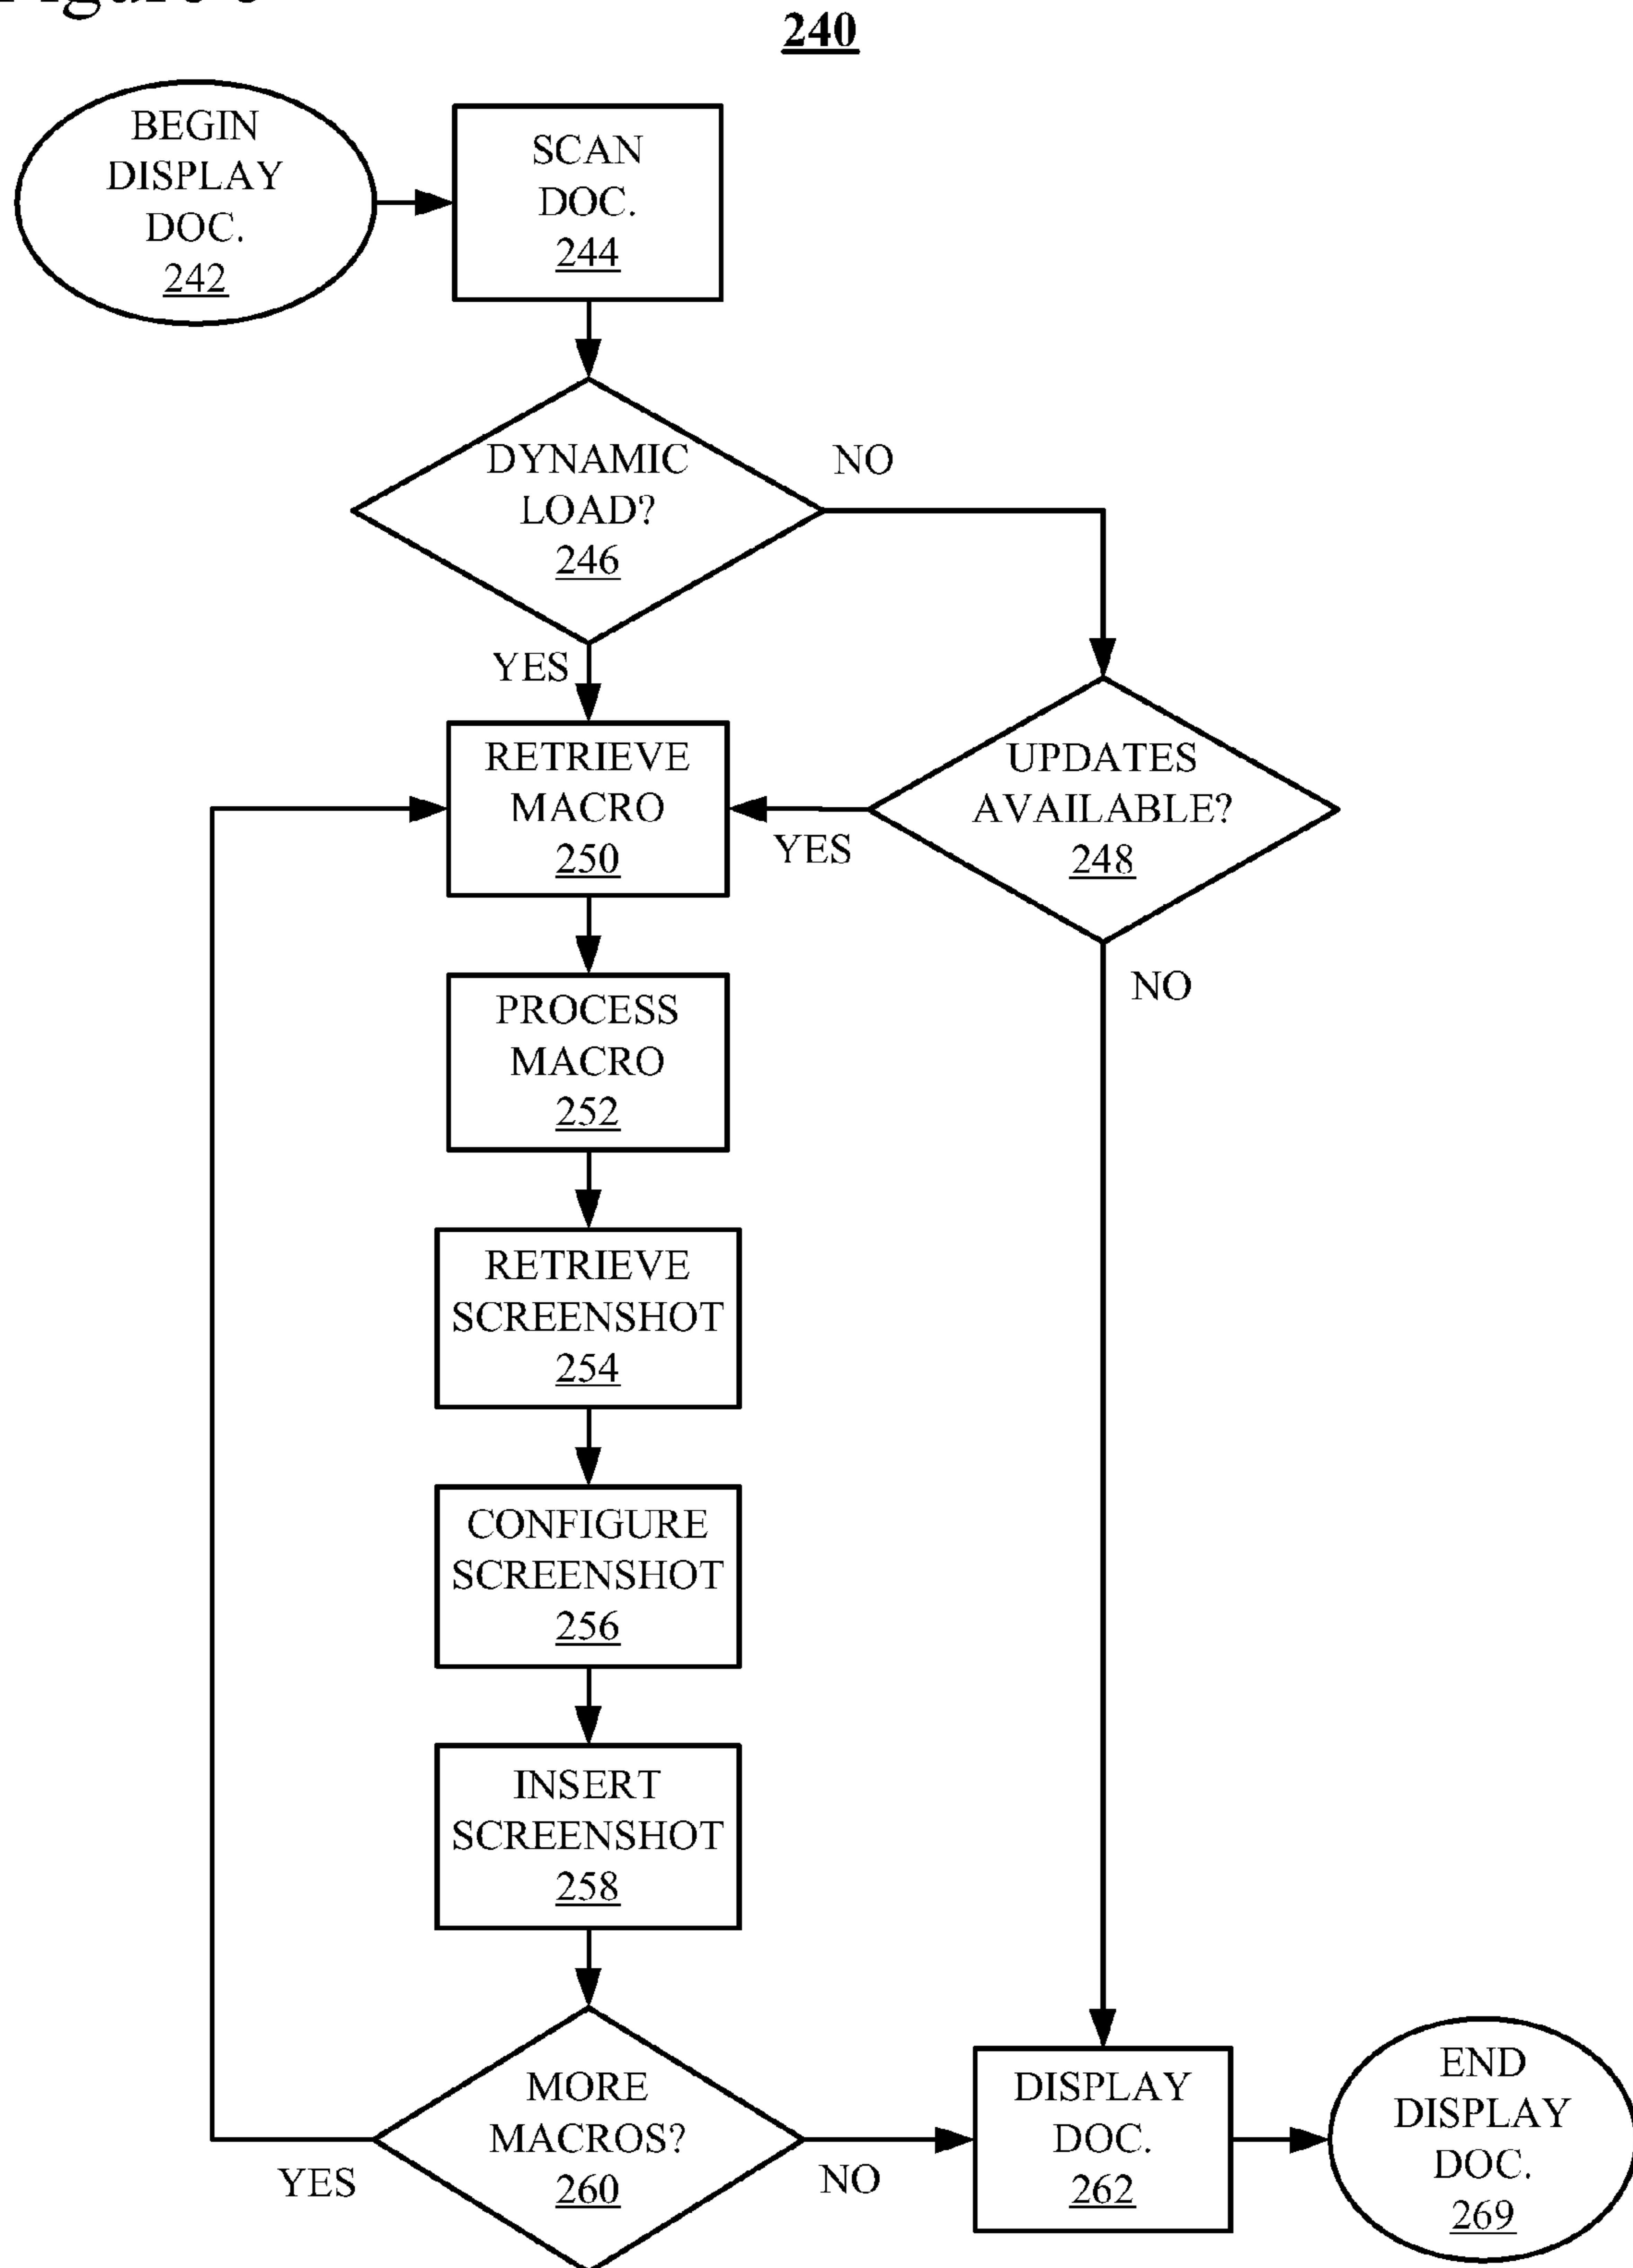 240
BEGIN
DISPLAY
DOC.
242
SCAN
DOC.
244
DYNAMIC
LOAD?
246
NO
YES
RETRIEVE
MACRO
250
UPDATES
AVAILABLE?
248
YES
NO
PROCESS
MACRO
252
RETRIEVE
SCREENSHOT
254
CONFIGURE
SCREENSHOT
256
INSERT
SCREENSHOT
258
MORE
MACROS?
260
YES
NO
DISPLAY
DOC.
262
END
DISPLAY
DOC.
269